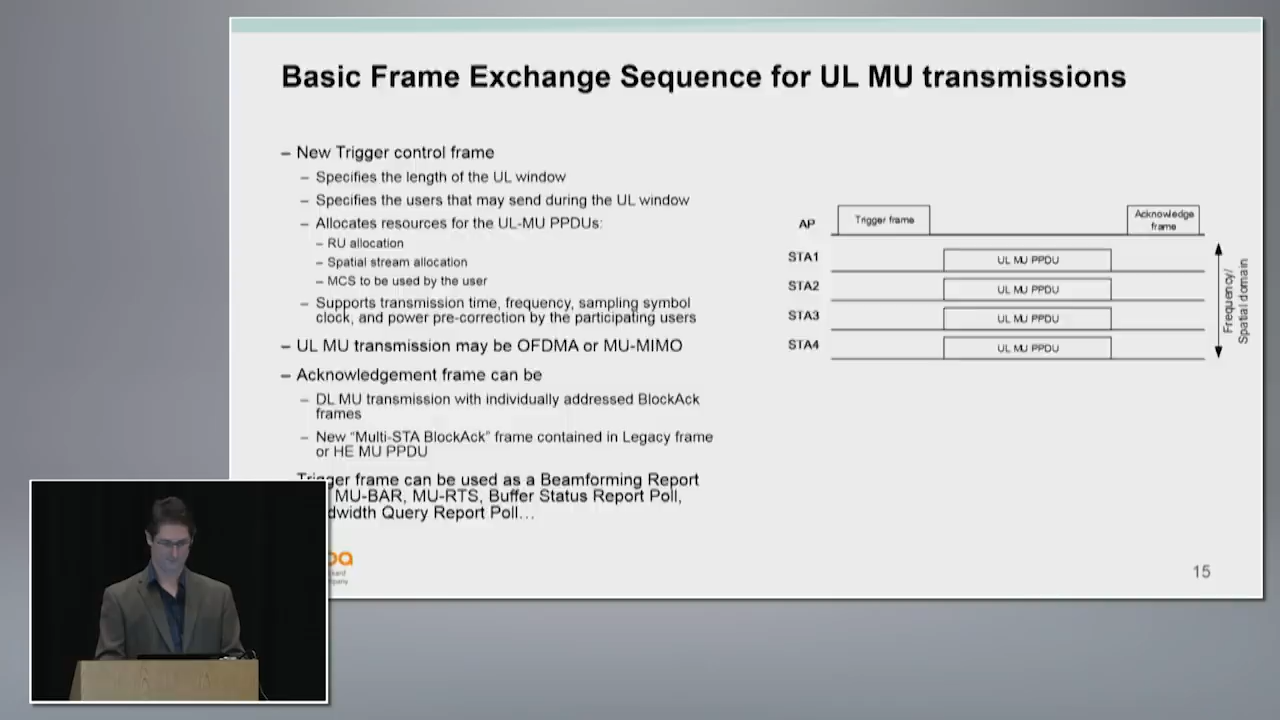 Basic Frame Exchange Sequence for UL MU transmissions
– New Trigger control frame
– Specifies the length of the UL window
– Specifies the users that may send during the UL window
– Allocates resources for the UL-MU PPDUs:
– RU allocation
– Spatial stream allocation
– MCS to be used by the user
– Supports transmission time, frequency, sampling symbol
clock, and power pre-correction by the participating users
– UL MU transmission may be OFDMA or MU-MIMO
– Acknowledgement frame can be
– DL MU transmission with individually addressed BlockAck
frames
– New “Multi-STA BlockAck” frame contained in Legacy frame
or HE MU PPDU
Trigger frame can be used as a Beamforming Report
MU-BAR, MU-RTS, Buffer Status Report Poll,
dwidth Query Report Poll…
AP
Trigger frame
Acknowledge
frame
STA1
UL MU PPDU
STA2
UL MU PPDU
STA3
UL MU PPDU
STA4
UL MU PPDU
Frequency/
Spatial domain
15